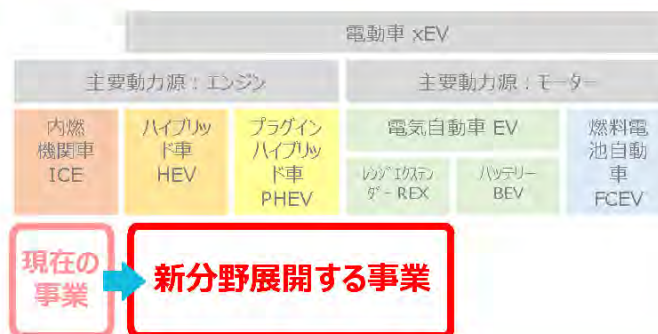 電動車 xEV
主要動力源：エンジン
主要動力源：モーター
内燃
機関車
ICE
ハイブリッ
ド車
HEV
プラグイン
ハイブリッ
ド車
PHEV
電気自動車 EV
レンジエクステン
ダー REX
バッテリー
BEV
燃料電
池自動
車
FCEV
現在の
事業
新分野展開する事業